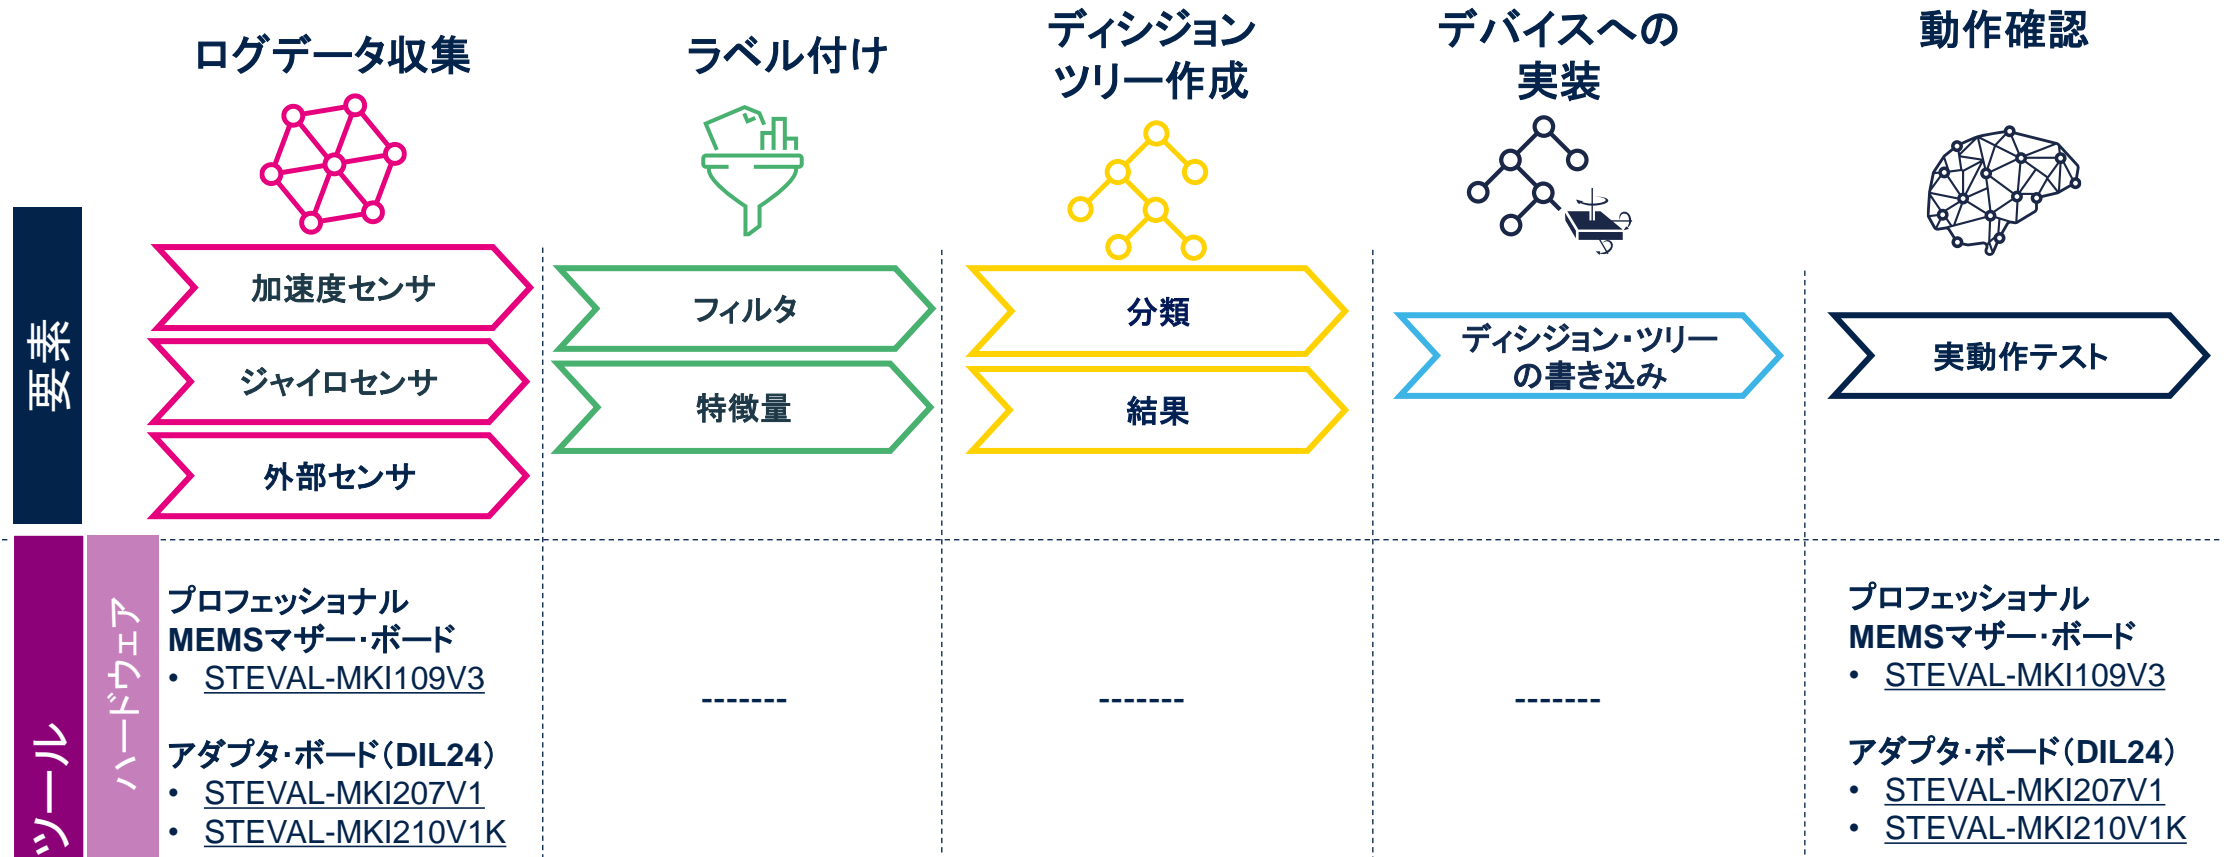 ログデータ収集
ラベル付け
ディシジョン
ツリー作成
デバイスへの
実装
動作確認
要素
加速度センサ
ジャイロセンサ
外部センサ
フィルタ
特徴量
分類
結果
ディシジョン・ツリー
の書き込み
実動作テスト
ツール
ハードウェア
プロフェッショナル
MEMSマザー・ボード
• STEVAL-MKI109V3
アダプタ・ボード（DIL24）
• STEVAL-MKI207V1
• STEVAL-MKI210V1K
-------
-------
-------
プロフェッショナル
MEMSマザー・ボード
• STEVAL-MKI109V3
アダプタ・ボード（DIL24）
• STEVAL-MKI207V1
• STEVAL-MKI210V1K